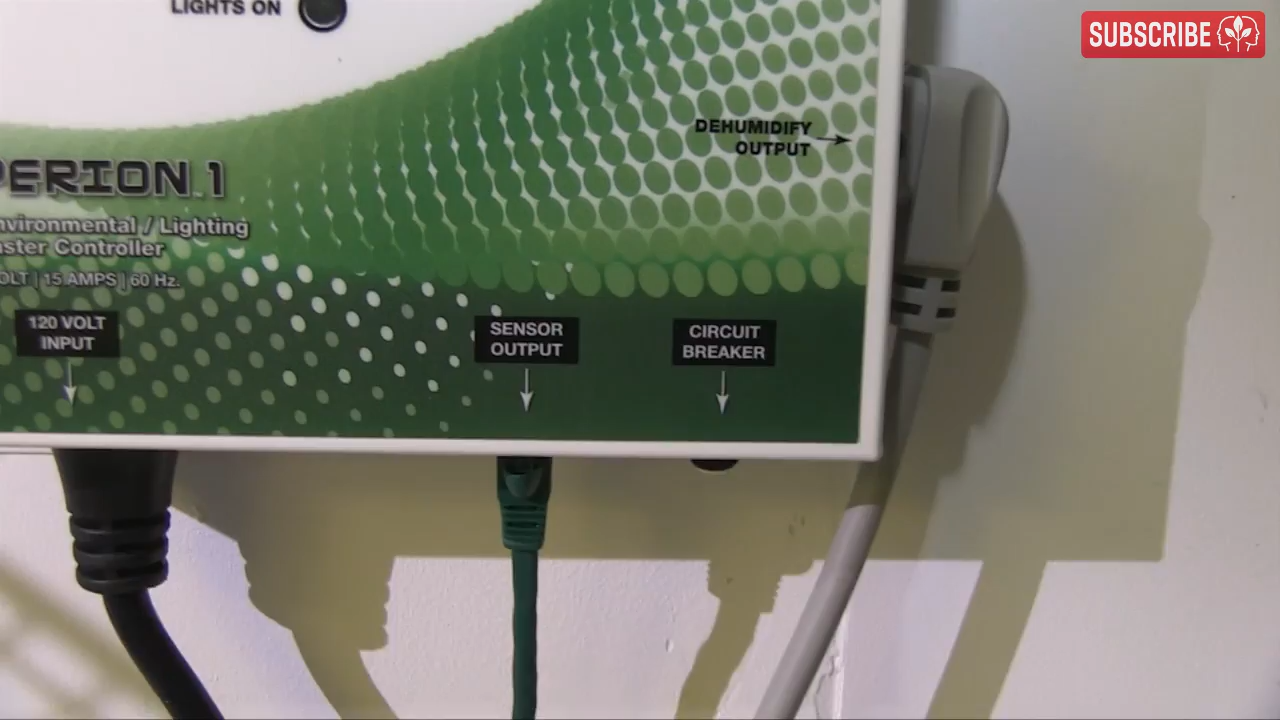 SUBSCRIBE
LIGHTS ON
DEHUMIDIFY
OUTPUT
PERION.1
nvironmental / Lighting
aster Controller
OLT | 15 AMPS | 60 Hz.
120 VOLT
INPUT
SENSOR
OUTPUT
CIRCUIT
BREAKER